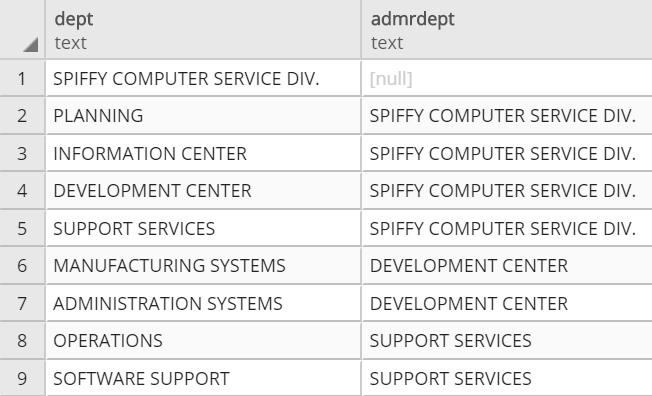 dept admrdept
text text
1 SPIFFY COMPUTER SERVICE DIV. [null]
2 PLANNING SPIFFY COMPUTER SERVICE DIV.
3 INFORMATION CENTER SPIFFY COMPUTER SERVICE DIV.
4 DEVELOPMENT CENTER SPIFFY COMPUTER SERVICE DIV.
5 SUPPORT SERVICES SPIFFY COMPUTER SERVICE DIV.
6 MANUFACTURING SYSTEMS DEVELOPMENT CENTER
7 ADMINISTRATION SYSTEMS DEVELOPMENT CENTER
8 OPERATIONS SUPPORT SERVICES
9 SOFTWARE SUPPORT SUPPORT SERVICES